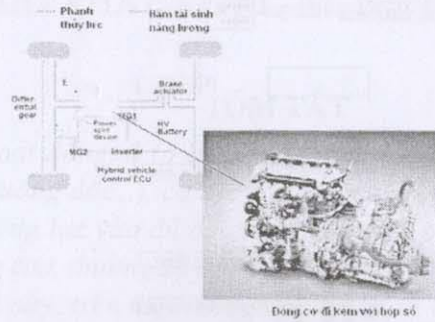 Phanh
thủy lực
Hãm tái sinh
năng lượng
E
Brake
actuator
Differ
ential
gear
MG1
Power
split
device
HV
Battery
MG2
Inverter
Hybrid vehicle
control ECU
Động cơ đi kèm với hộp số